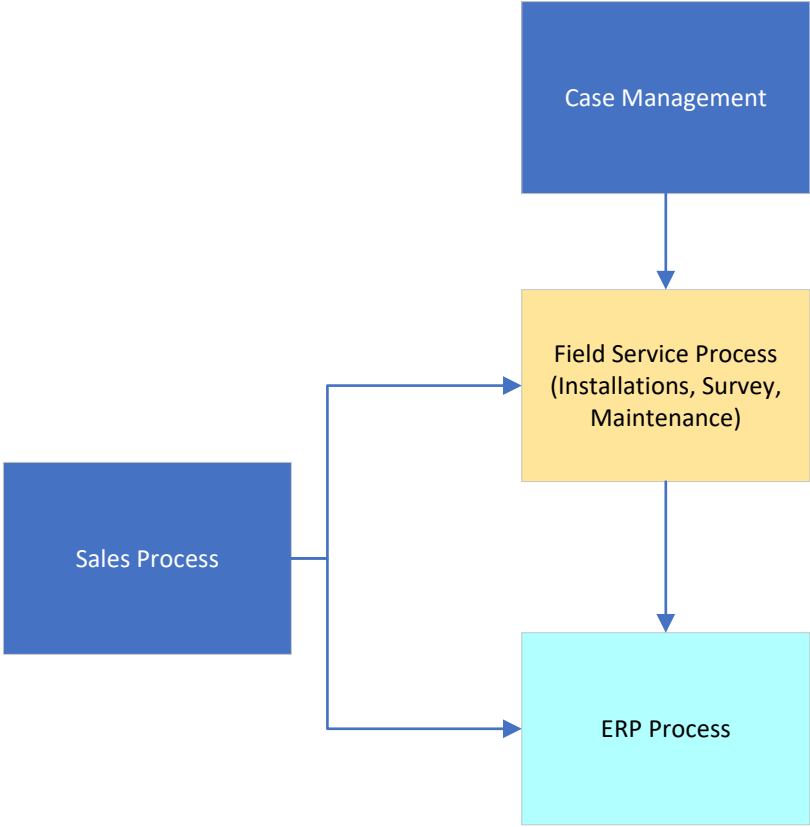 Case Management
Field Service Process
(Installations, Survey,
Maintenance)
Sales Process
ERP Process